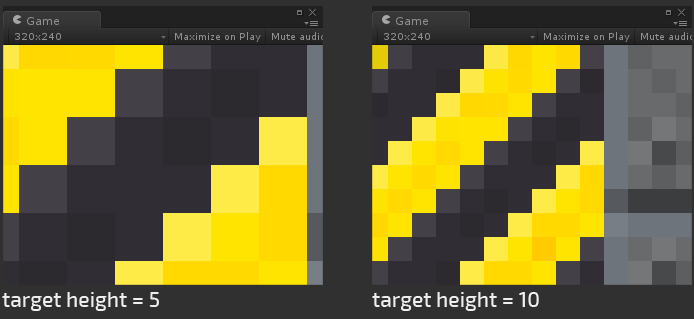 Game
320x240 Maximize on Play Mute audio
target height = 5
Game
320x240 Maximize on Play Mute audio
target height = 10